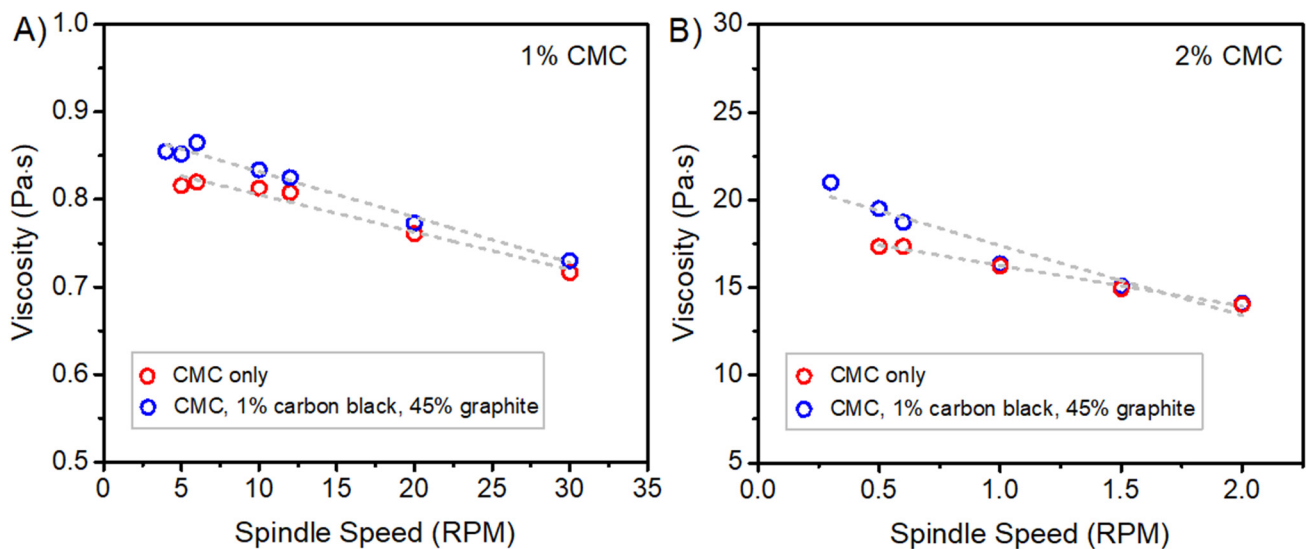 A)
1% CMC
Viscosity (Pa·s)
1.0
0.9
0.8
0.7
0.6
0.5
CMC only
CMC, 1% carbon black, 45% graphite
0 5 10 15 20 25 30 35
Spindle Speed (RPM)
B)
2% CMC
Viscosity (Pa·s)
30
25
20
15
10
5
CMC only
CMC, 1% carbon black, 45% graphite
0.0 0.5 1.0 1.5 2.0
Spindle Speed (RPM)